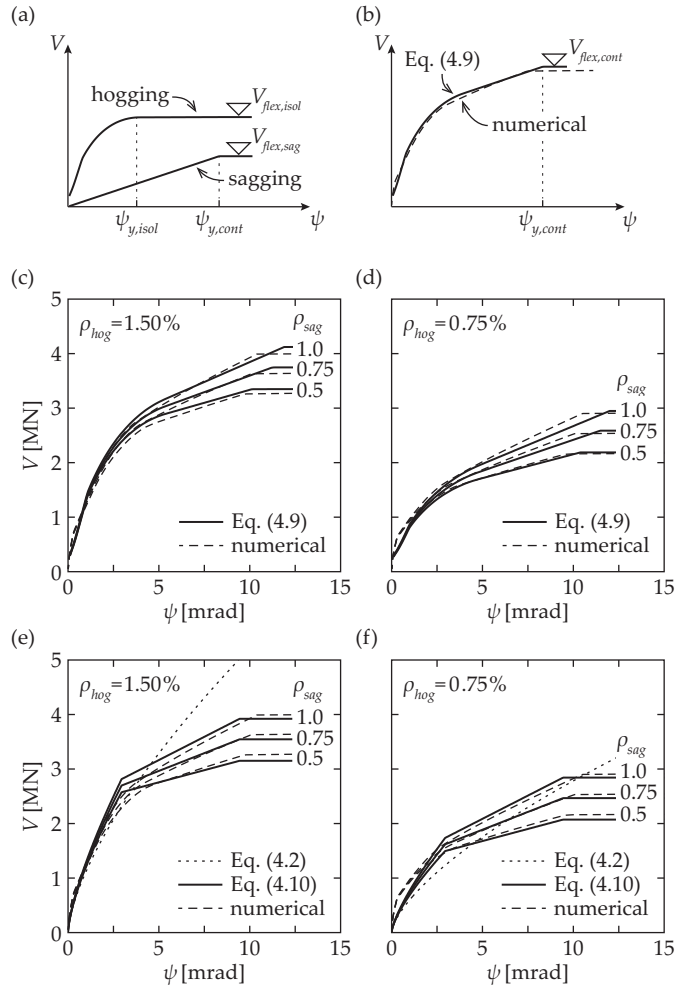 (a)
V
hogging
V_flex,isol
V_flex,sag
sagging
ψ_y,isol
ψ_y,cont
ψ
(b)
V
Eq. (4.9)
V_flex,cont
numerical
ψ_y,cont
ψ
(c)
5
4
3
2
1
0
V [MN]
ρ_hog=1.50%
ρ_sag
1.0
0.75
0.5
Eq. (4.9)
numerical
0 5 10 15
ψ [mrad]
(d)
ρ_hog=0.75%
ρ_sag
1.0
0.75
0.5
Eq. (4.9)
numerical
0 5 10 15
ψ [mrad]
(e)
5
4
3
2
1
0
V [MN]
ρ_hog=1.50%
ρ_sag
1.0
0.75
0.5
Eq. (4.2)
Eq. (4.10)
numerical
0 5 10 15
ψ [mrad]
(f)
ρ_hog=0.75%
ρ_sag
1.0
0.75
0.5
Eq. (4.2)
Eq. (4.10)
numerical
0 5 10 15
ψ [mrad]